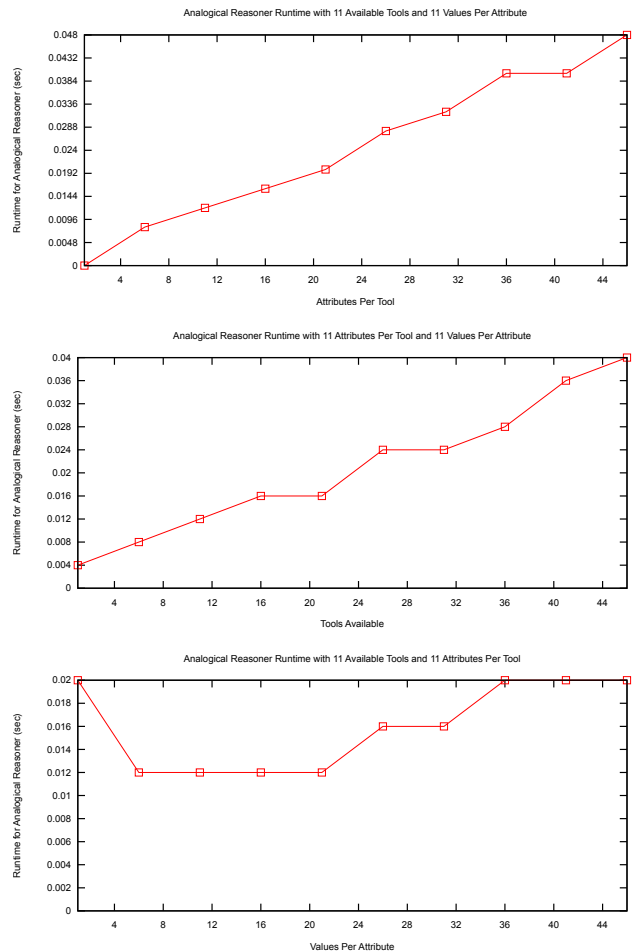 Analogical Reasoner Runtime with 11 Available Tools and 11 Values Per Attribute
Runtime for Analogical Reasoner (sec)
0.048
0.0432
0.0384
0.0336
0.0288
0.024
0.0192
0.0144
0.0096
0.0048
0
4 8 12 16 20 24 28 32 36 40 44
Attributes Per Tool
Analogical Reasoner Runtime with 11 Attributes Per Tool and 11 Values Per Attribute
Runtime for Analogical Reasoner (sec)
0.04
0.036
0.032
0.028
0.024
0.02
0.016
0.012
0.008
0.004
0
4 8 12 16 20 24 28 32 36 40 44
Tools Available
Analogical Reasoner Runtime with 11 Available Tools and 11 Attributes Per Tool
Runtime for Analogical Reasoner (sec)
0.02
0.018
0.016
0.014
0.012
0.01
0.008
0.006
0.004
0.002
0
4 8 12 16 20 24 28 32 36 40 44
Values Per Attribute